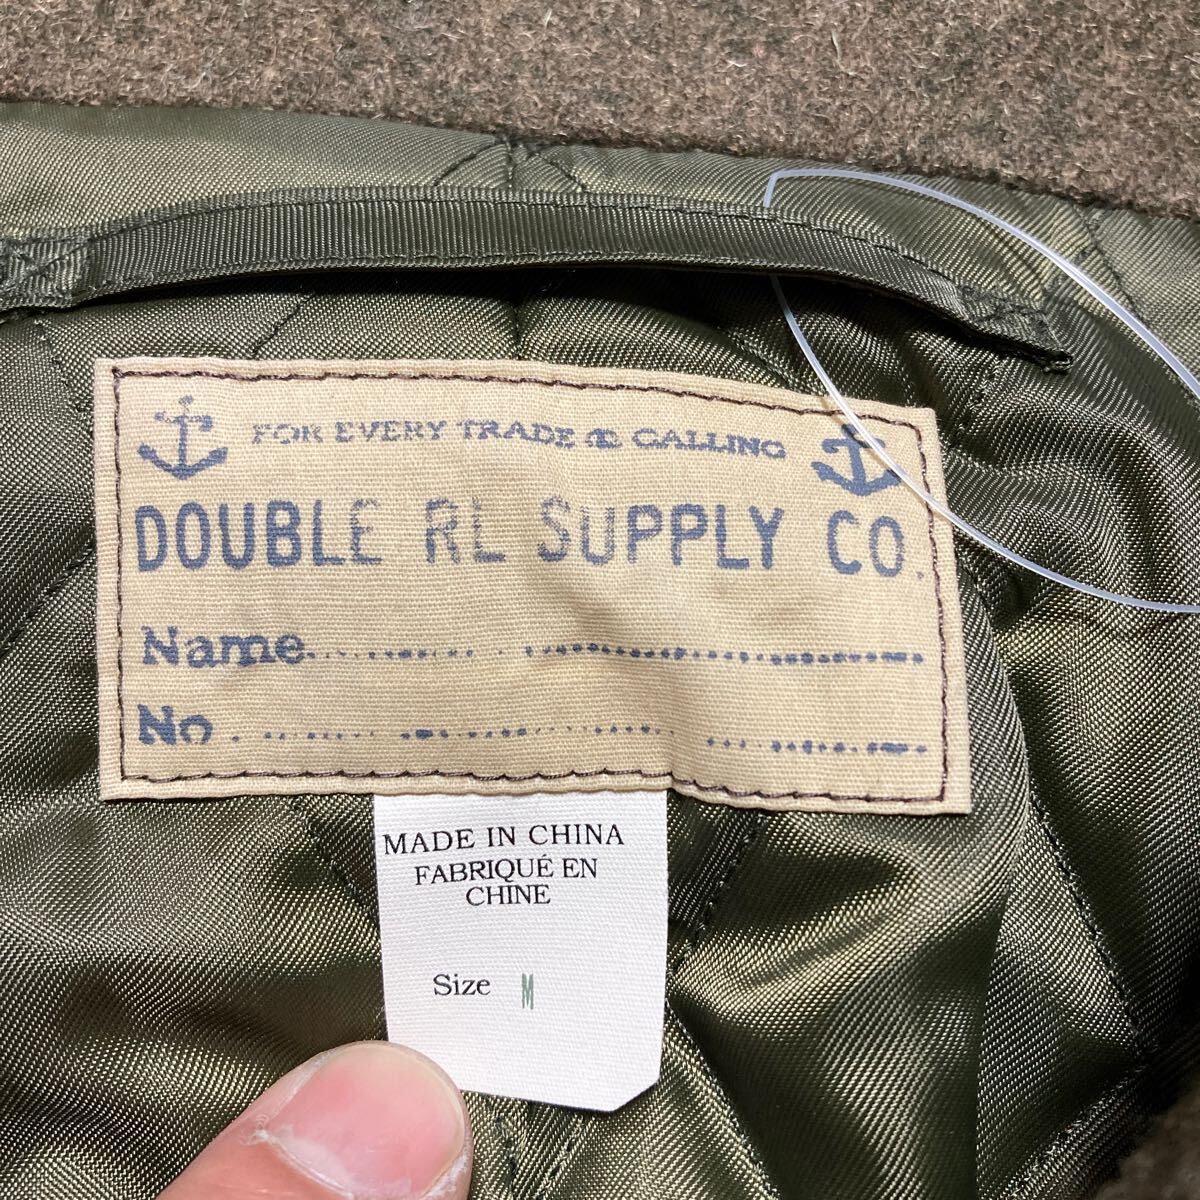 FOR EVERY TRADE & CALLING
DOUBLE RL SUPPLY CO.
Name
No.
MADE IN CHINA
FABRIQUÉ EN
CHINE
Size M